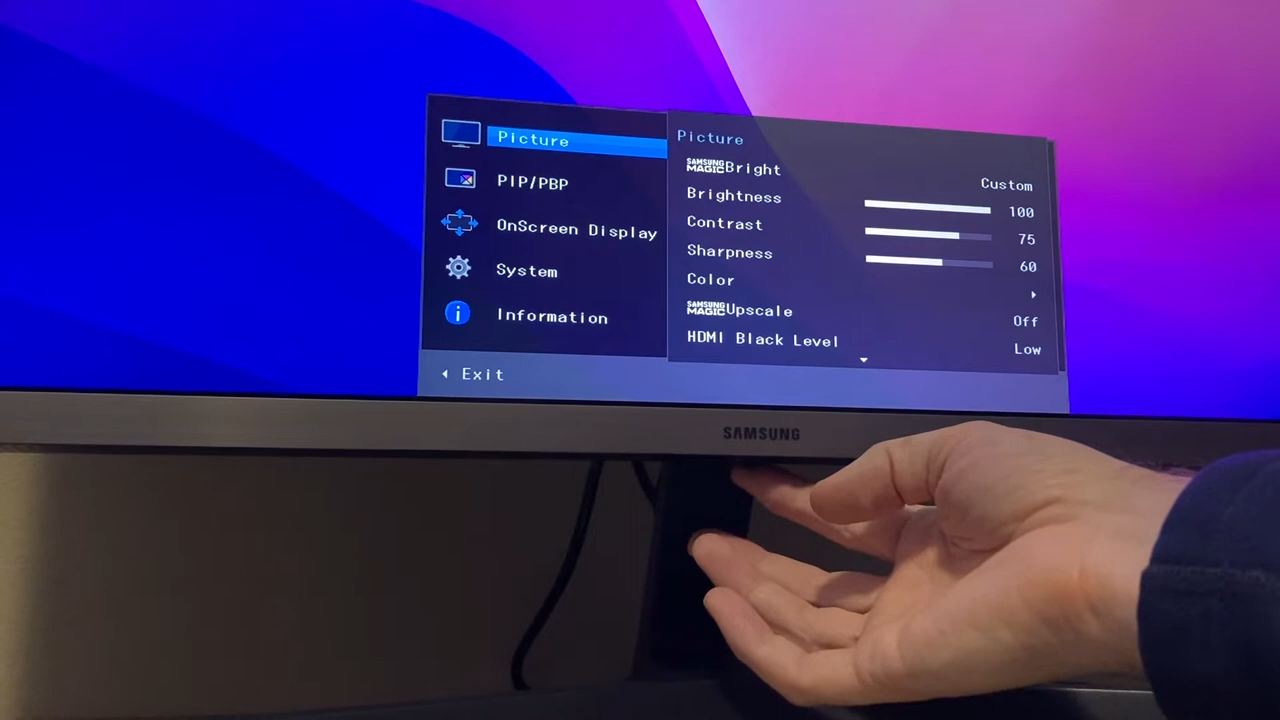 Picture
PIP/PBP
OnScreen Display
System
Information
Exit
Picture
SAMSUNG MAGIC Bright Custom
Brightness 100
Contrast 75
Sharpness 60
Color
SAMSUNG MAGIC Upscale Off
HDMI Black Level Low
SAMSUNG